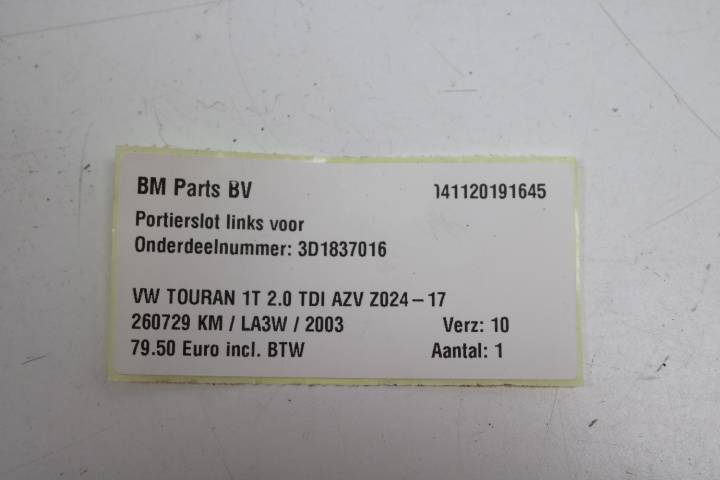 BM Parts BV 141120191645
Portierslot links voor
Onderdeelnummer: 3D1837016
VW TOURAN 1T 2.0 TDI AZV Z024-17
260729 KM / LA3W / 2003 Verz: 10
79.50 Euro incl. BTW Aantal: 1